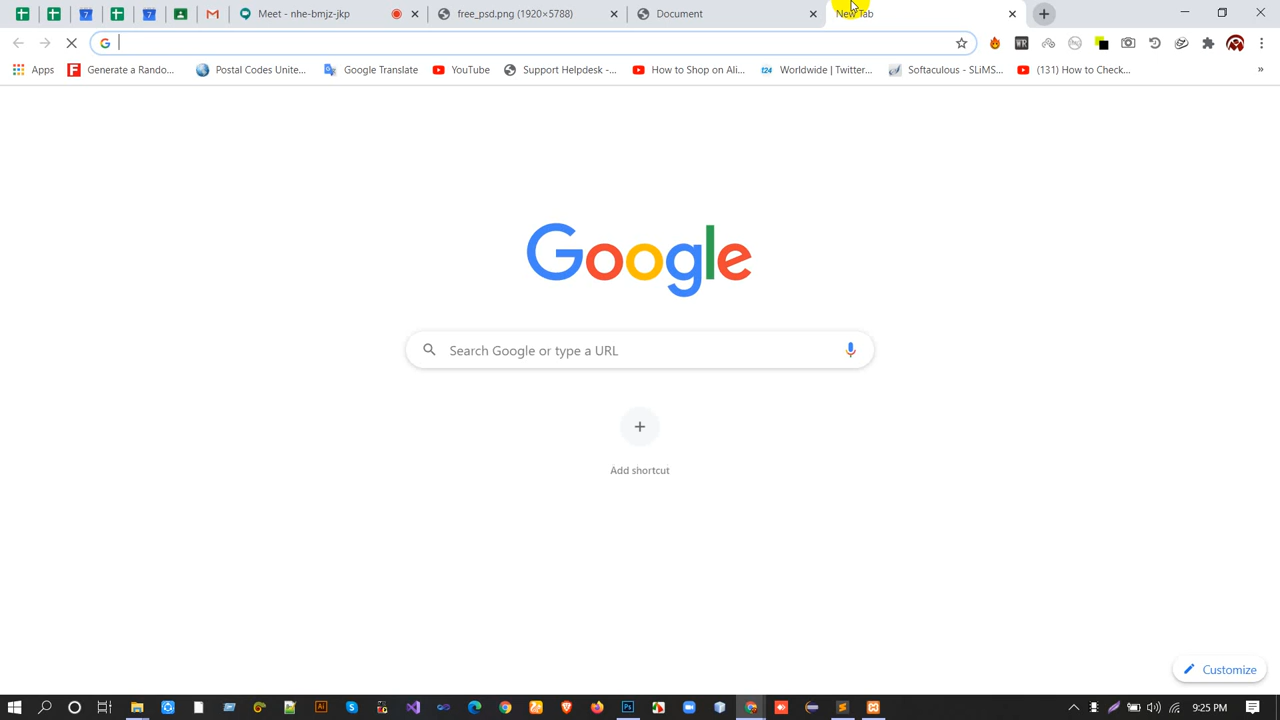 Meet - nhe-bmjz-jkp
free_psd.png (1920×5788)
Document
New Tab
Apps
Generate a Rando...
Postal Codes Unite...
Google Translate
YouTube
Support Helpdesk -...
How to Shop on Ali...
Worldwide | Twitter...
Softaculous - SLiMS...
(131) How to Check...
»
Google
Search Google or type a URL
Add shortcut
Customize
9:25 PM